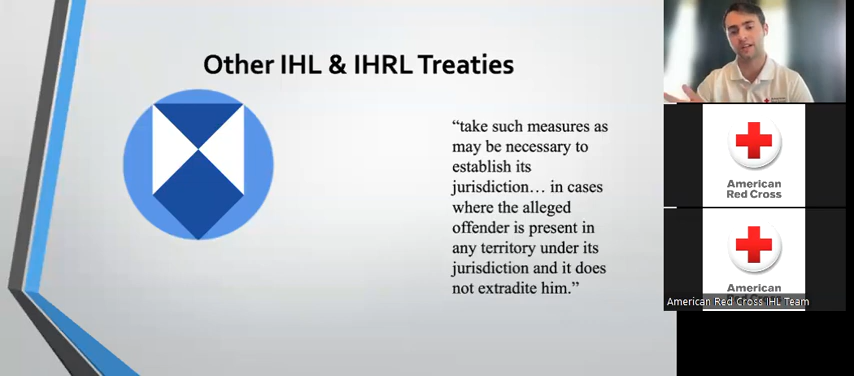 Other IHL & IHRL Treaties
“take such measures as
may be necessary to
establish its
jurisdiction… in cases
where the alleged
offender is present in
any territory under its
jurisdiction and it does
not extradite him.”
American
Red Cross
American
American Red Cross IHL Team